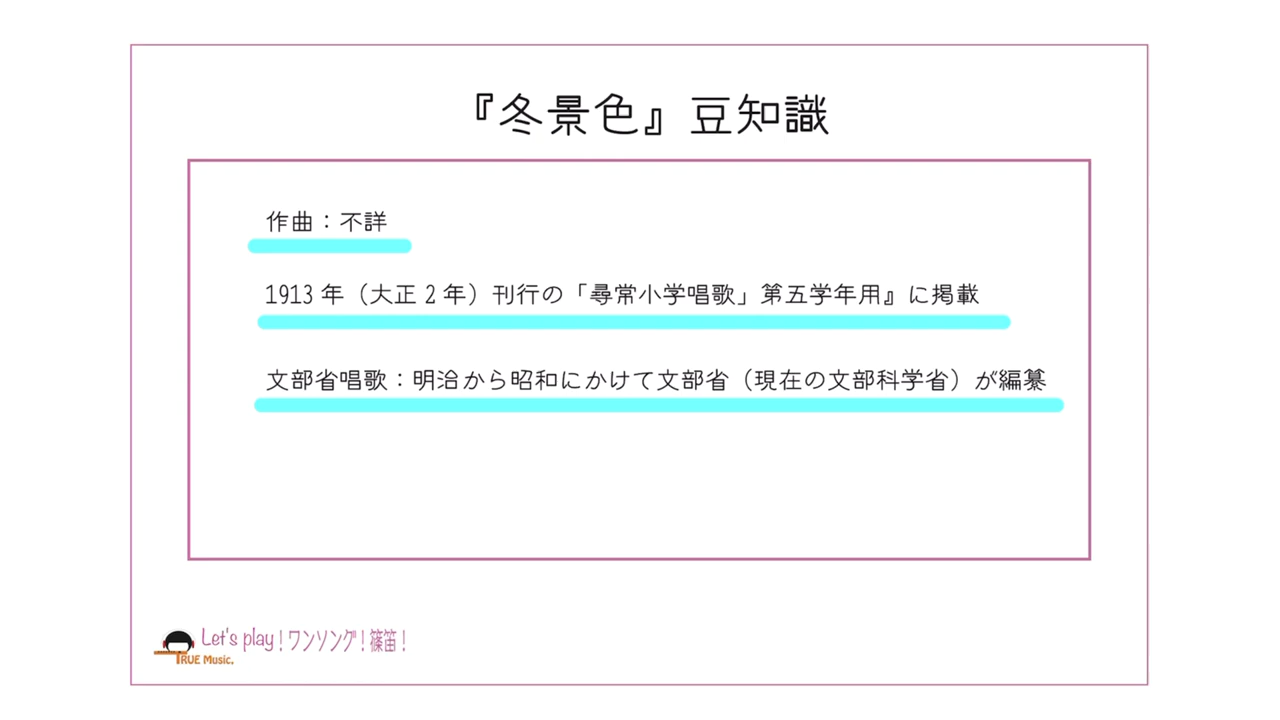 『冬景色』豆知識
作曲：不詳
1913年（大正2年）刊行の「尋常小学唱歌」第五学年用』に掲載
文部省唱歌：明治から昭和にかけて文部省（現在の文部科学省）が編纂
Let's play！ワンソング！篠笛！
TRUE Music.